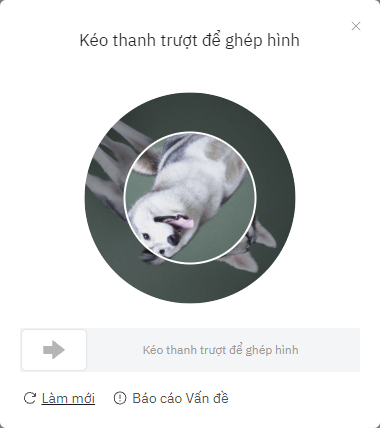 Kéo thanh trượt để ghép hình
Kéo thanh trượt để ghép hình
Làm mới
Báo cáo Vấn đề